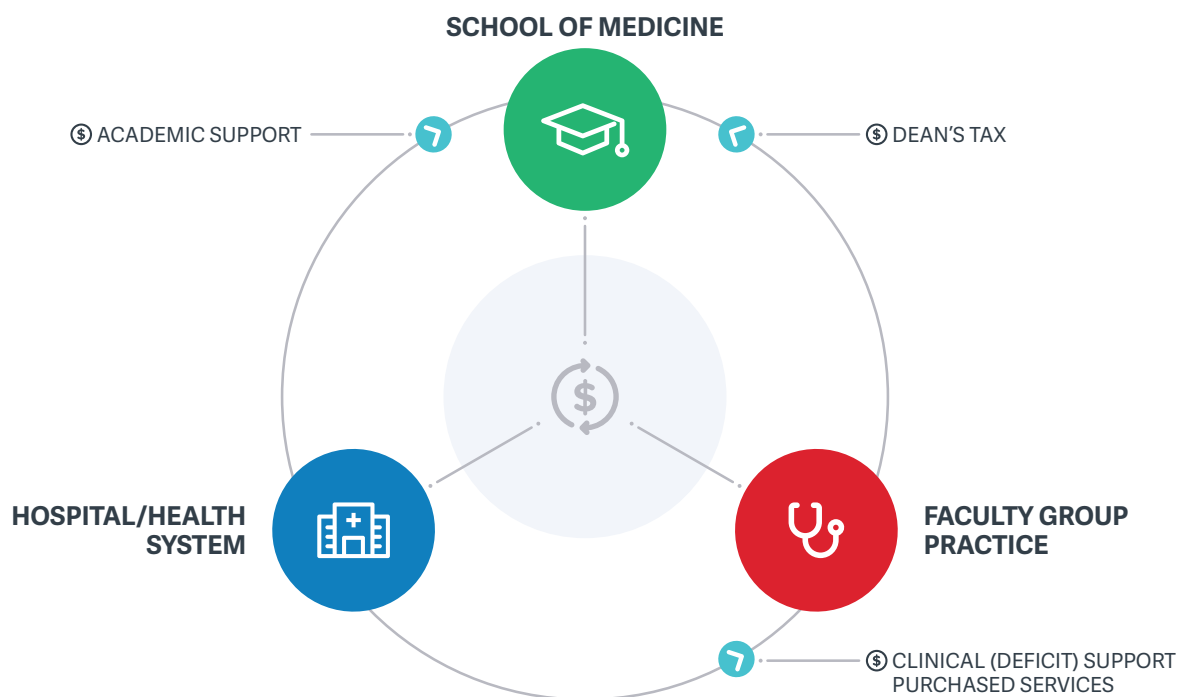 SCHOOL OF MEDICINE
$ ACADEMIC SUPPORT
$ DEAN’S TAX
$
HOSPITAL/HEALTH
SYSTEM
FACULTY GROUP
PRACTICE
$ CLINICAL (DEFICIT) SUPPORT
PURCHASED SERVICES